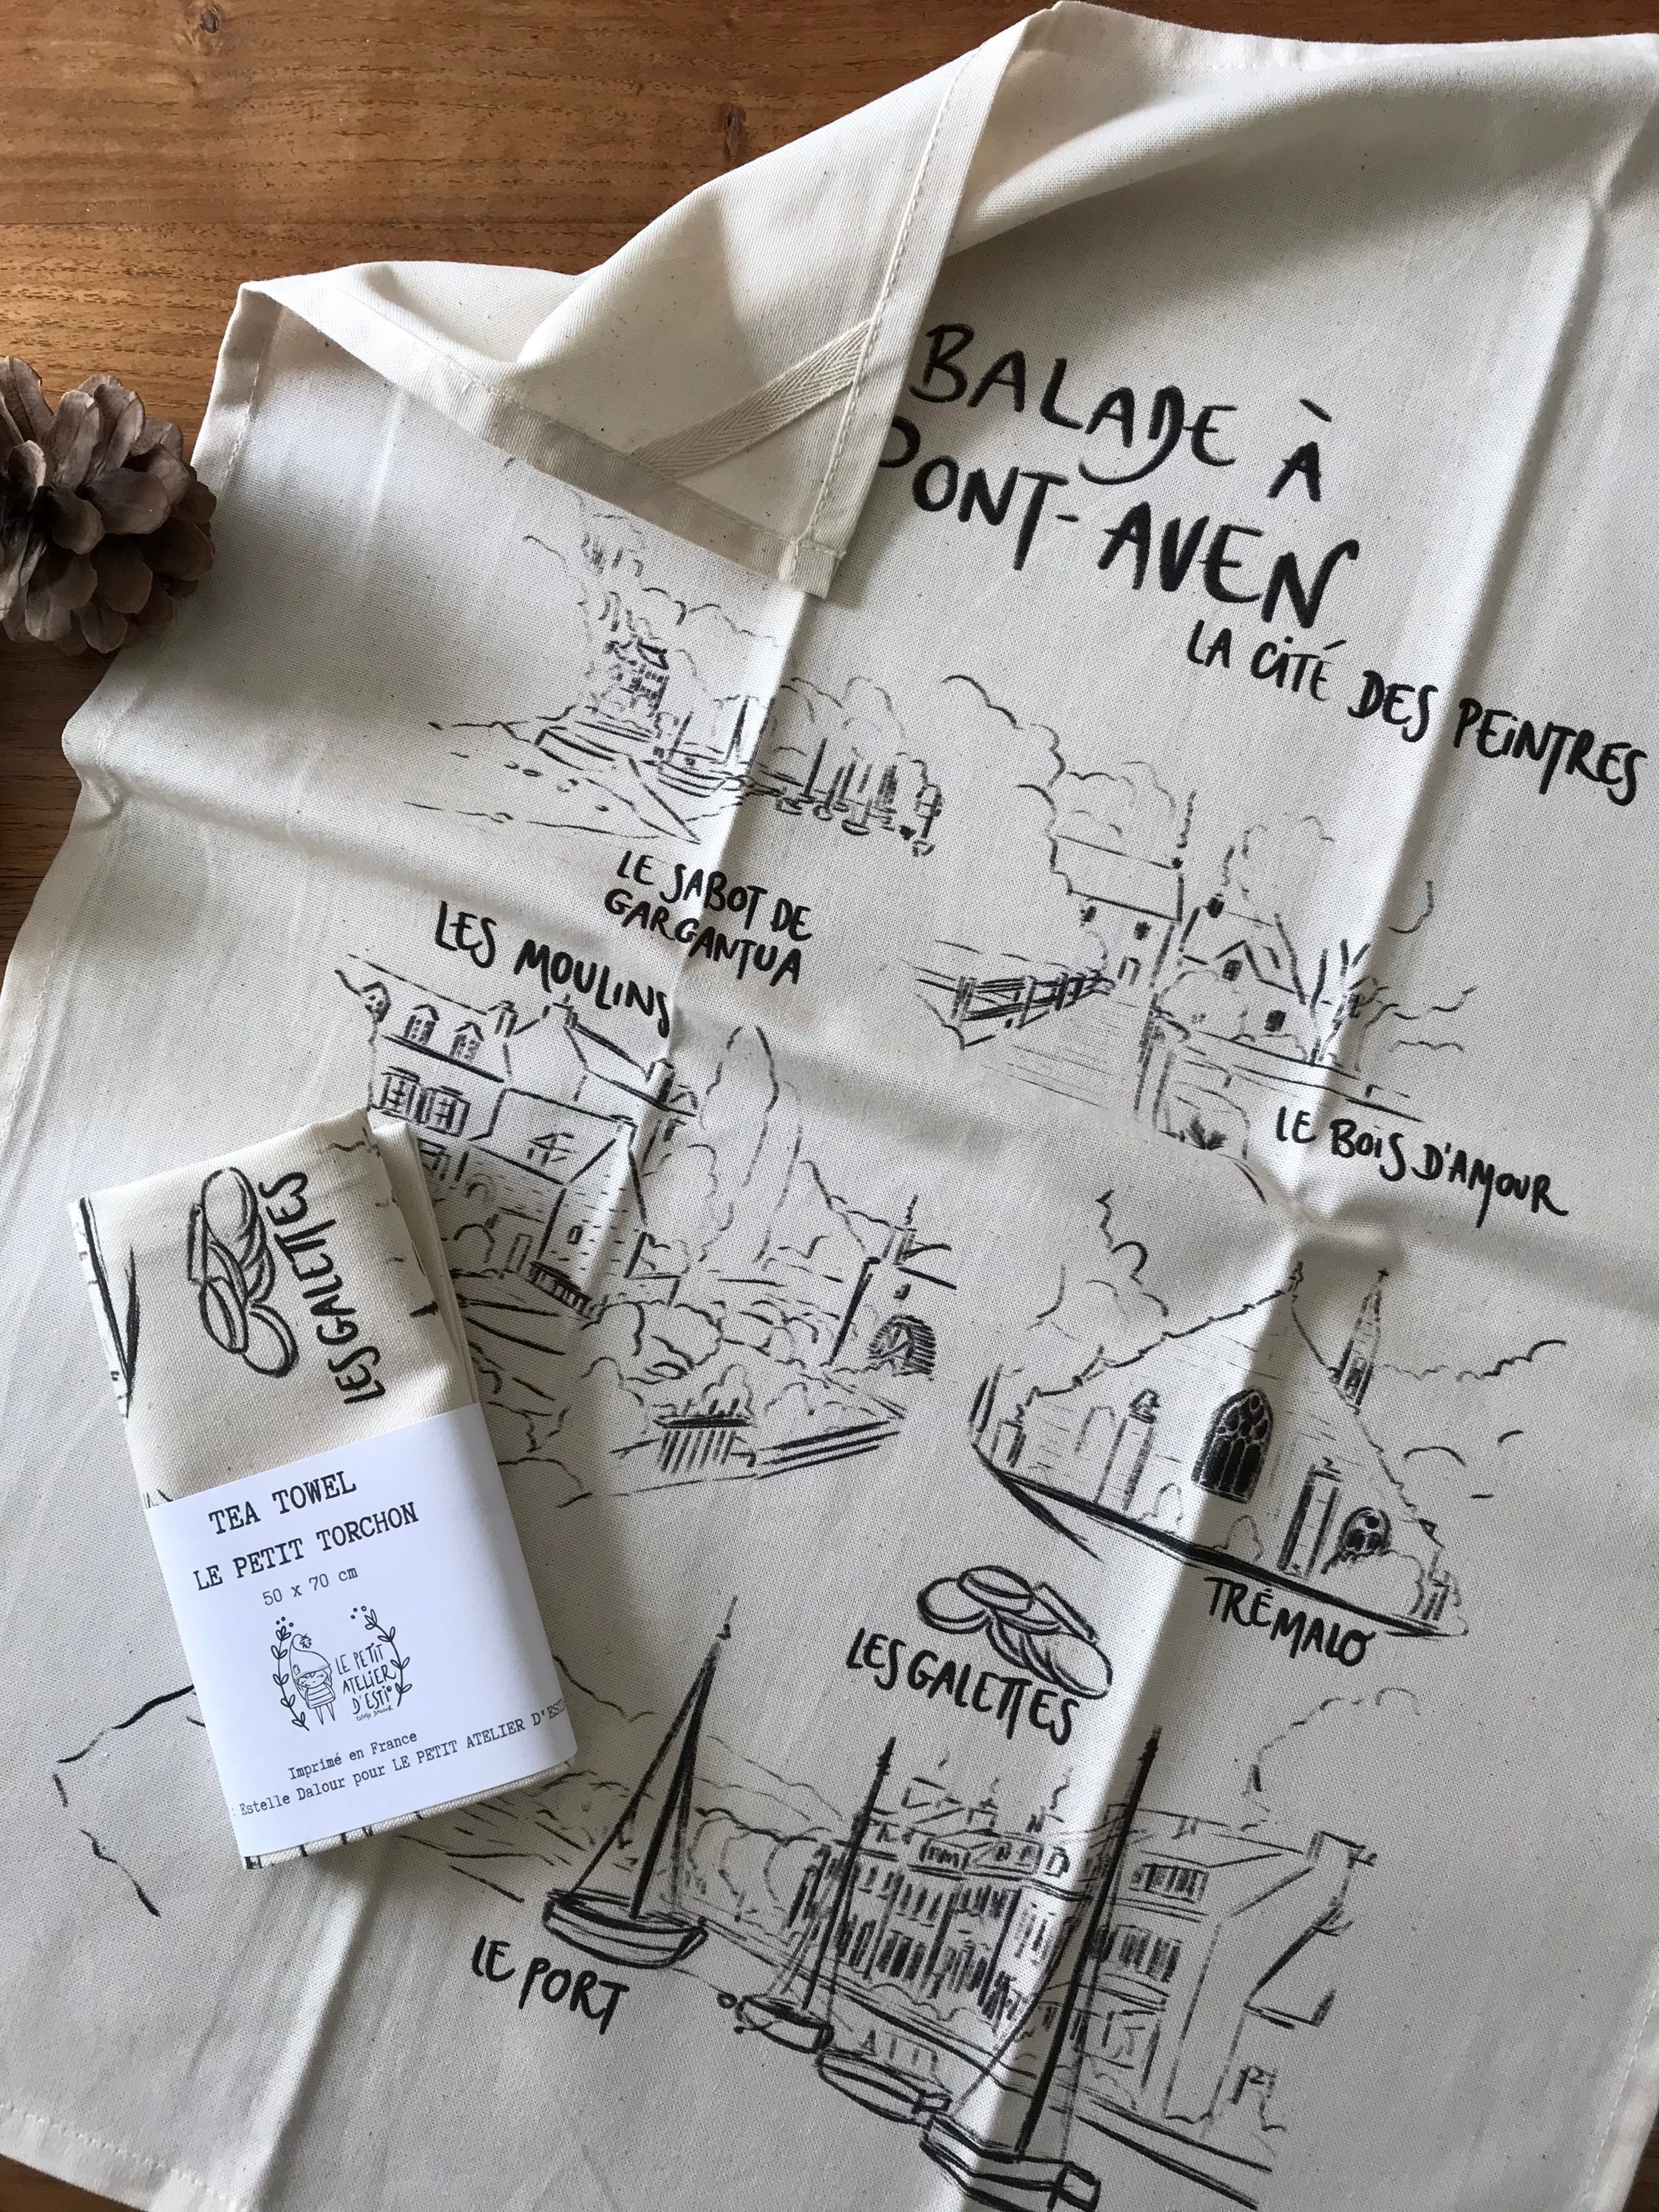 BALADE À
PONT-AVEN
LA CITÉ DES PEINTRES
LE SABOT DE
GARGANTUA
LES MOULINS
LE BOIS D'AMOUR
TRÉMALO
LES GALETTES
LE PORT
LES GALETTES
TEA TOWEL
LE PETIT TORCHON
50 x 70 cm
LE PETIT
ATELIER
D'ESTI
Imprimé en France
: Estelle Dalour pour LE PETIT ATELIER D'ESTI